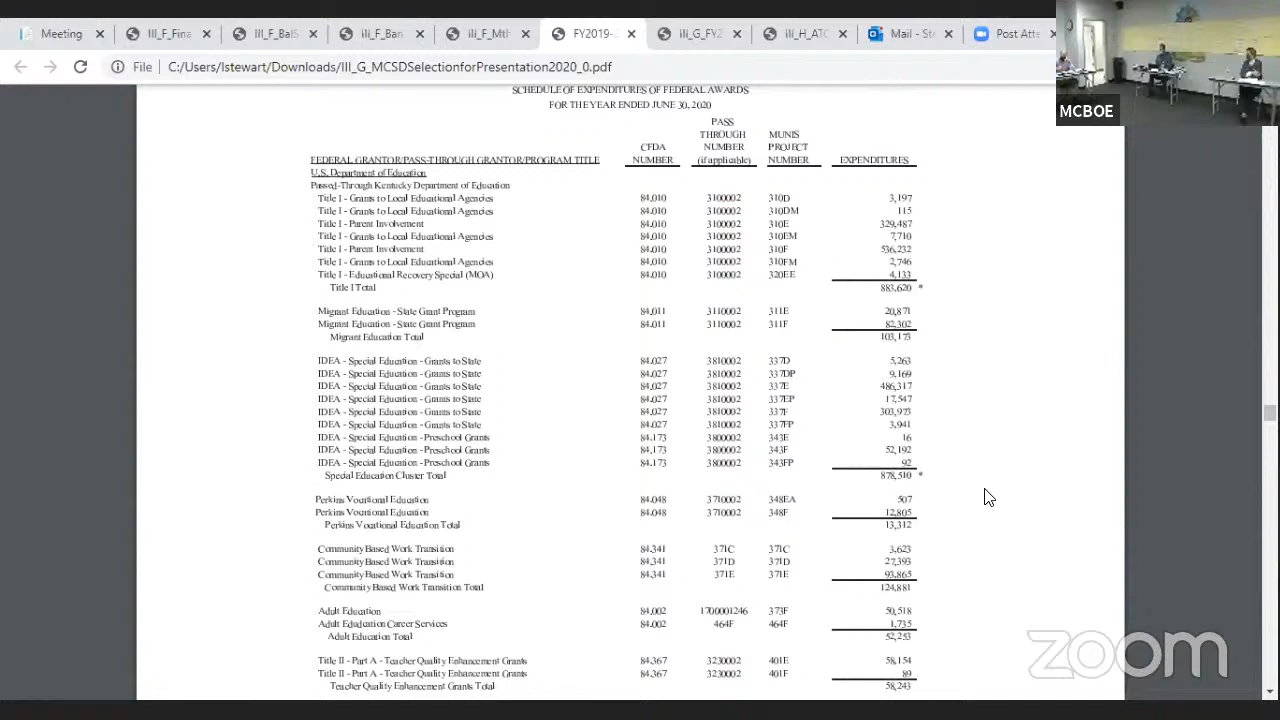 Meeting
III_F_Fina
III_F_BalS
iIi_F_Ban
iIi_F_Mth
FY2019-
iIi_G_FYZ
iIi_H_ATC
Mail - Ste
Post Atte
File C:/Users/lstewart/Downloads/III_G_MCSDSelectionforPresentation2020_0.pdf
MCBOE
SCHEDULE OF EXPENDITURES OF FEDERAL AWARDS
FOR THE YEAR ENDED JUNE 30, 2020
PASS
THROUGH MUNIS
CFDA NUMBER PROJECT
FEDERAL GRANTOR/PASS-THROUGH GRANTOR/PROGRAM TITLE NUMBER (if applicable) NUMBER EXPENDITURES
U.S. Department of Education
Passed-Through Kentucky Department of Education
Title I - Grants to Local Educational Agencies 84.010 3100002 310D 3,197
Title I - Grants to Local Educational Agencies 84.010 3100002 310DM 115
Title I - Parent Involvement 84.010 3100002 310E 329,487
Title I - Grants to Local Educational Agencies 84.010 3100002 310EM 7,710
Title I - Parent Involvement 84.010 3100002 310F 536,232
Title I - Grants to Local Educational Agencies 84.010 3100002 310FM 2,746
Title I - Educational Recovery Special (MOA) 84.010 3100002 320EE 4,133
Title I Total 883,620 *
Migrant Education - State Grant Program 84.011 3110002 311E 20,871
Migrant Education - State Grant Program 84.011 3110002 311F 82,302
Migrant Education Total 103,173
IDEA - Special Education - Grants to State 84.027 3810002 337D 5,263
IDEA - Special Education - Grants to State 84.027 3810002 337DP 9,169
IDEA - Special Education - Grants to State 84.027 3810002 337E 486,317
IDEA - Special Education - Grants to State 84.027 3810002 337EP 17,547
IDEA - Special Education - Grants to State 84.027 3810002 337F 303,973
IDEA - Special Education - Grants to State 84.027 3810002 337FP 3,941
IDEA - Special Education - Preschool Grants 84.173 3800002 343E 16
IDEA - Special Education - Preschool Grants 84.173 3800002 343F 52,192
IDEA - Special Education - Preschool Grants 84.173 3800002 343FP 92
Special Education Cluster Total 878,510 *
Perkins Vocational Education 84.048 3710002 348EA 507
Perkins Vocational Education 84.048 3710002 348F 12,805
Perkins Vocational Education Total 13,312
Community Based Work Transition 84.341 371C 371C 3,623
Community Based Work Transition 84.341 371D 371D 27,393
Community Based Work Transition 84.341 371E 371E 93,865
Community Based Work Transition Total 124,881
Adult Education 84.002 1700001246 373F 50,518
Adult Edudcation Career Services 84.002 464F 464F 1,735
Adult Education Total 52,253
Title II - Part A - Teacher Quality Enhancement Grants 84.367 3230002 401E 58,154
Title II - Part A - Teacher Quality Enhancement Grants 84.367 3230002 401F 89
Teacher Quality Enhancement Grants Total 58,243
zoom